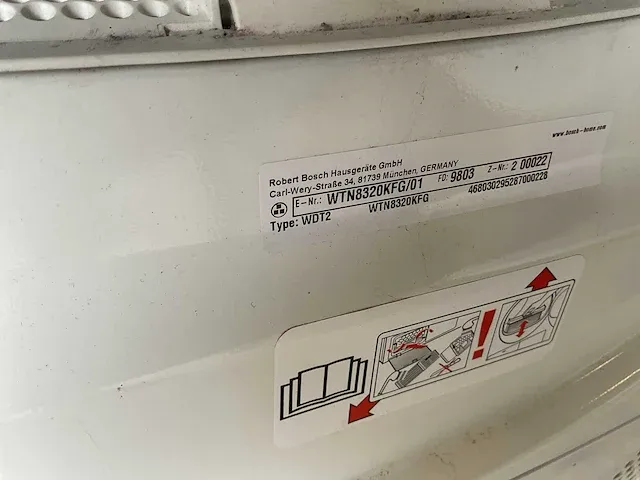 www.bosch-home.com
Robert Bosch Hausgeräte GmbH
Carl-Wery-Straße 34, 81739 München, GERMANY
E-Nr.: WTN8320KFG/01 FD: 9803 Z-Nr.: 2 00022
Type: WDT2 WTN8320KFG 468030295287000228
!